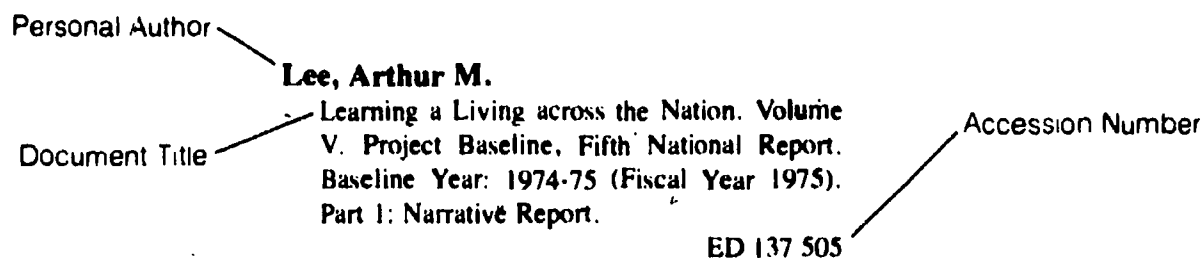 Personal Author
Lee, Arthur M.
Learning a Living across the Nation. Volume
V. Project Baseline, Fifth National Report.
Baseline Year: 1974-75 (Fiscal Year 1975).
Part 1: Narrative Report.
ED 137 505
Document Title
Accession Number